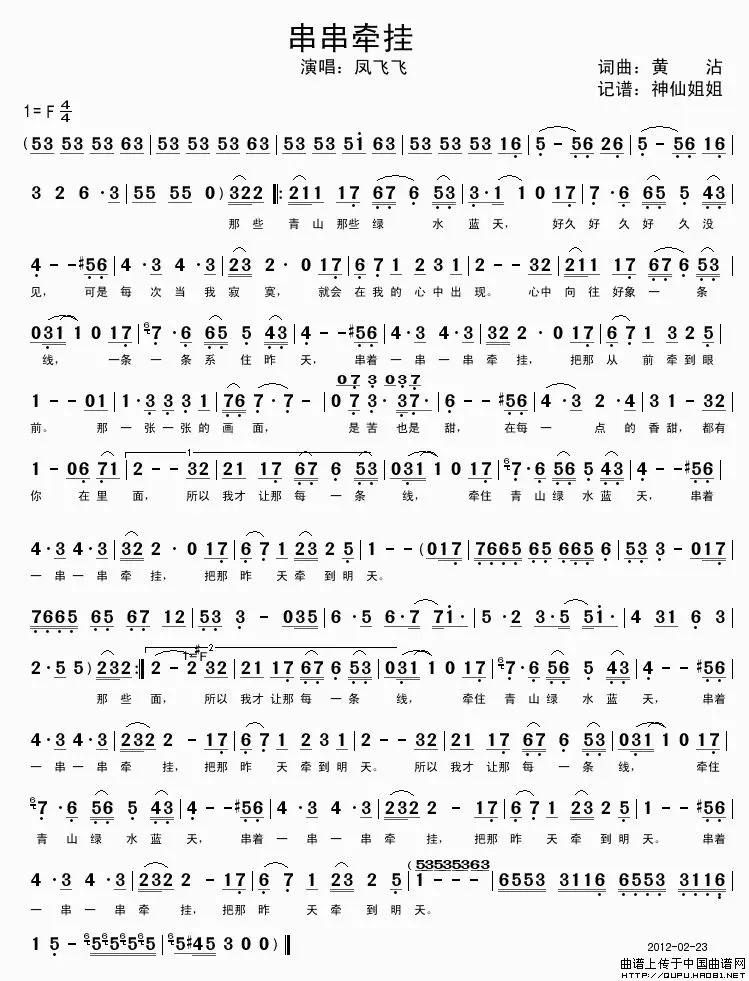 串串牵挂
演唱：凤飞飞
词曲：黄 沾
记谱：神仙姐姐
1=F 4/4
(53 53 53 63|53 53 53 63|53 53 51 63|53 53 53 16|5 - 56 26|5 - 56 16|
3 2 6 ·3|55 55 0)322‖:211 17 67 6 53|3·1 1 0 17|7 ·6 65 5 43|
那些 青山那些绿 水蓝天， 好久好久好久没
4 - -#56|4 ·3 4 ·3|23 2· 0 17|6 71 2 31|2 - - 32|211 17 67 6 53|
见， 可是每次当我寂寞， 就会在我的心中出现。 心中向往好象一条
031 1 0 17|67 ·6 65 5 43|4 - -#56|4·3 4·3|322 2·0 17|6 71 32 5|
线， 一条一条系住昨天， 串着一串一串牵挂， 把那从前牵到眼
07 3 037
1 - - 01|1·3 3 3 1|76 7·7 -|0 7 3· 37·|6 - -#56|4·3 2·4|3 1 - 32|
前。 那一张一张的画面， 是苦也是甜， 在每一点的香甜，都有
1
1 - 06 71|2 - - 32|21 17 67 6 53|031 1 0 17|67·6 56 5 43|4 - -#56|
你在里面， 所以我才让那每一条线， 牵住青山绿水蓝天， 串着
4·3 4·3|32 2 ·0 17|6 71 23 2 5|1 - -(017|7665 65 665 6|53 3 - 017|
一串一串牵挂， 把那昨天牵到明天。
7665 65 67 12|53 3 - 035|6·5 6·7 71·|5·2 3·5 51·|4 31 6 3|
1=#F
2
2·5 5)232:‖2 - 2 32|21 17 67 6 53|031 1 0 17|67·6 56 5 43|4 - -#56|
那些面， 所以我才让那每一条线， 牵住青山绿水蓝天， 串着
4·3 4·3|232 2 - 17|6 71 2 31|2 - - 32|21 17 67 6 53|031 1 0 17|
一串一串牵挂， 把那昨天牵到明天。 所以我才让那每一条线， 牵住
67 ·6 56 5 43|4 - -#56|4·3 4·3|232 2 - 17|6 71 23 2 5|1 - -#56|
青山绿水蓝天， 串着一串一串牵挂， 把那昨天牵到明天。 串着
(53535363
4·3 4·3|232 2 - 17|6 7 1 23 2 5|1 - - -|6553 3116 6553 3116|
一串一串牵挂， 把那昨天牵到明天。
1 5 - 65 65 65 65|65#45 3 0 0)‖
2012-02-23
曲谱上传于中国曲谱网
http://QUPU.HAO81.NET